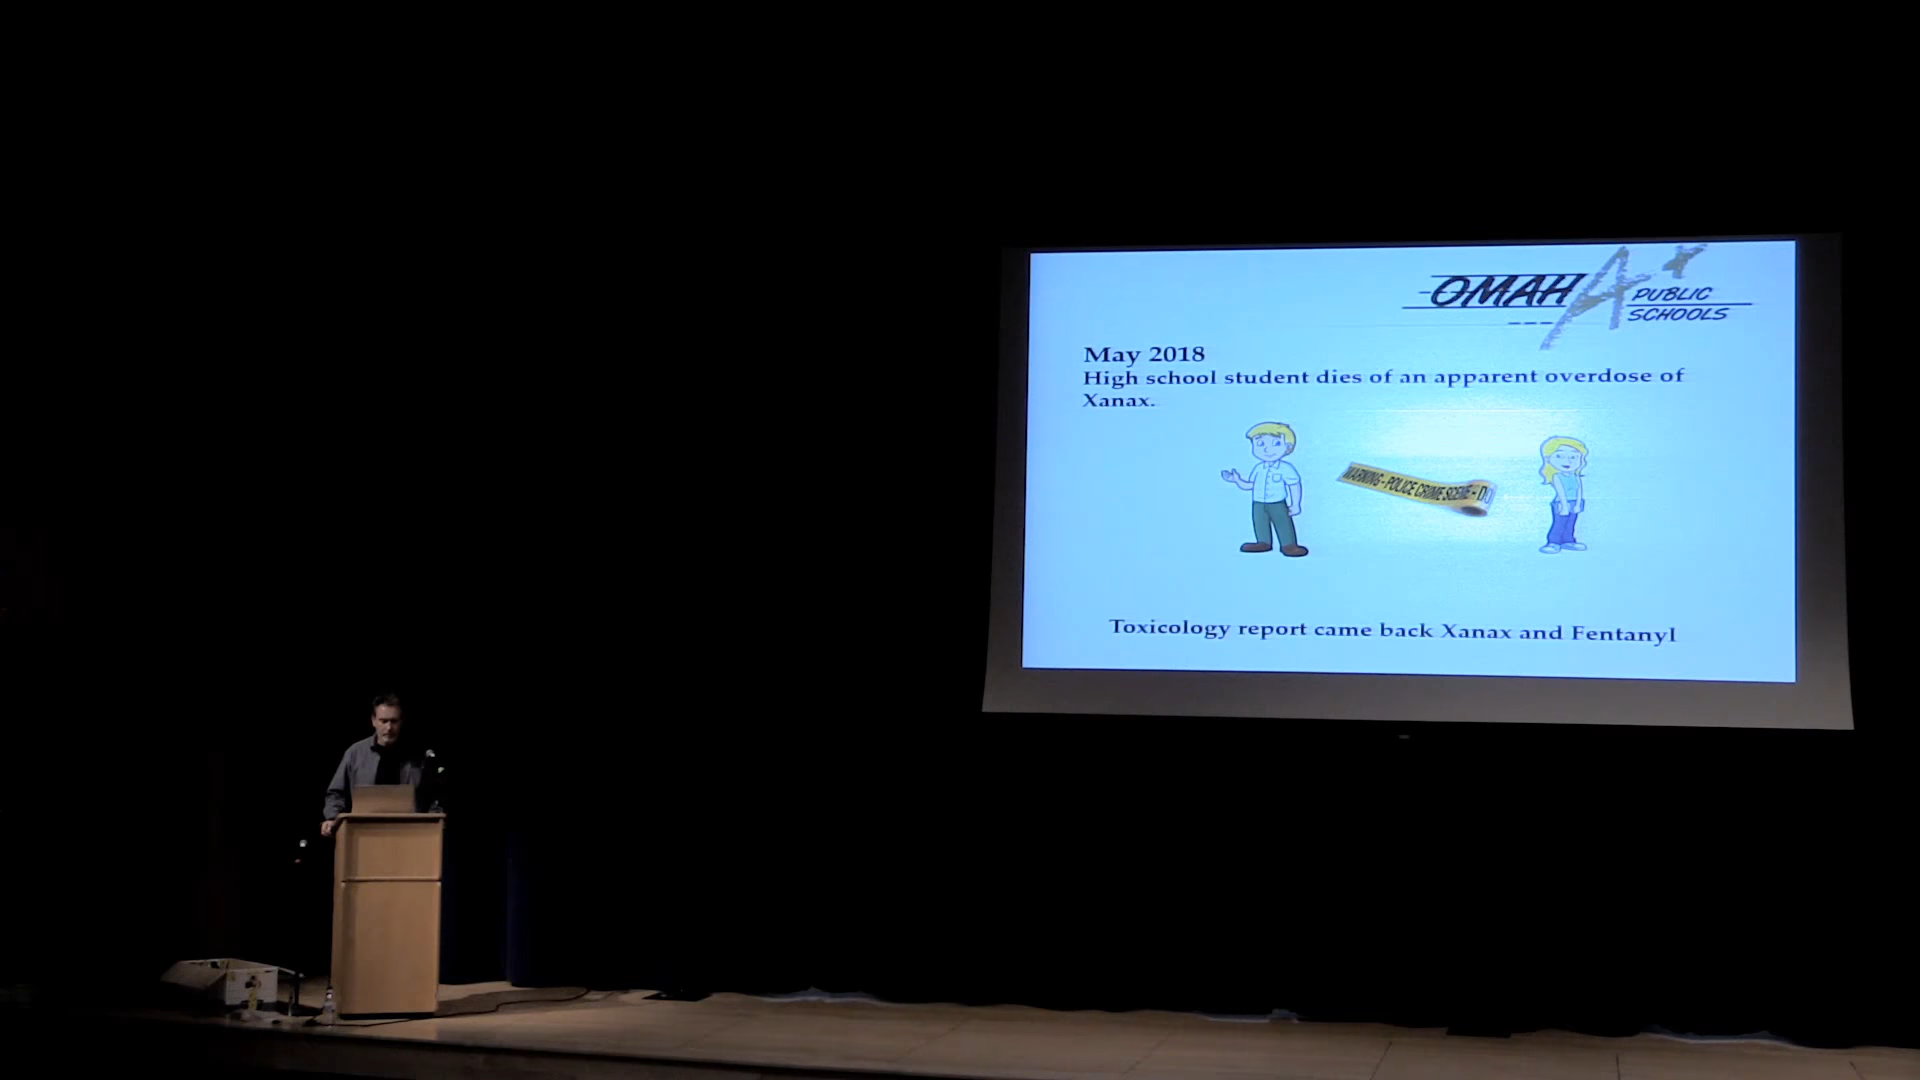 OMAHA+ PUBLIC SCHOOLS
May 2018
High school student dies of an apparent overdose of
Xanax.
WARNING - POLICE CRIME SCENE - DO
Toxicology report came back Xanax and Fentanyl